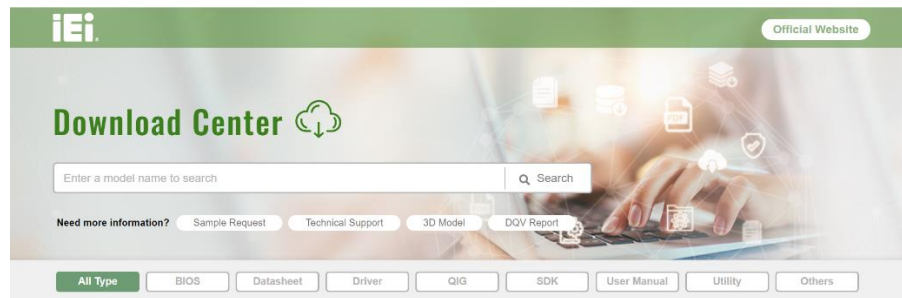 iEi.
Official Website
Download Center
Enter a model name to search
Search
Need more information? Sample Request Technical Support 3D Model DQV Report
PDF
All Type BIOS Datasheet Driver QIG SDK User Manual Utility Others